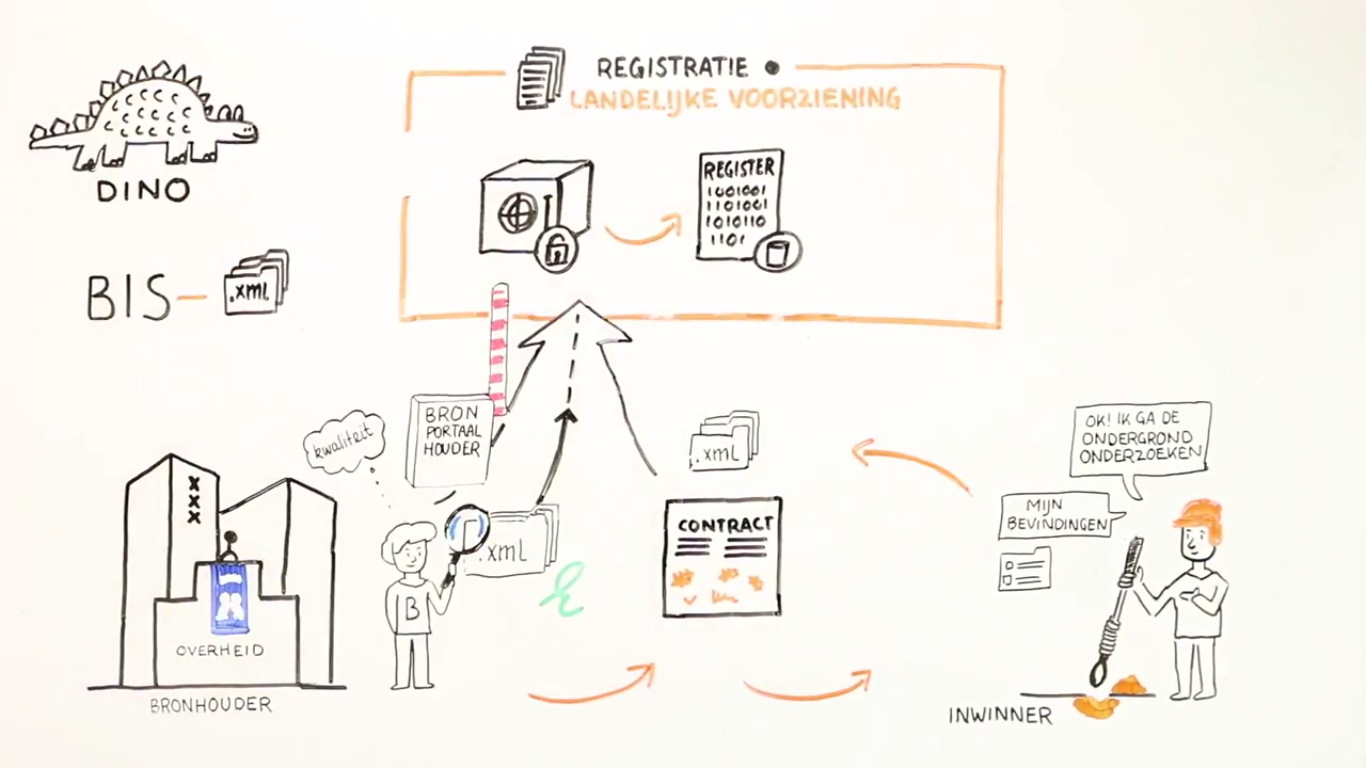 REGISTRATIE
LANDELIJKE VOORZIENING
DINO
REGISTER
1001001
1101001
1010110
1101
BIS
.xml
BRON
PORTAAL
HOUDER
kwaliteit
.xml
.xml
B
CONTRACT
XXX
OVERHEID
BRONHOUDER
OK! IK GA DE
ONDERGROND
ONDERZOEKEN
MIJN
BEVINDINGEN
INWINNER